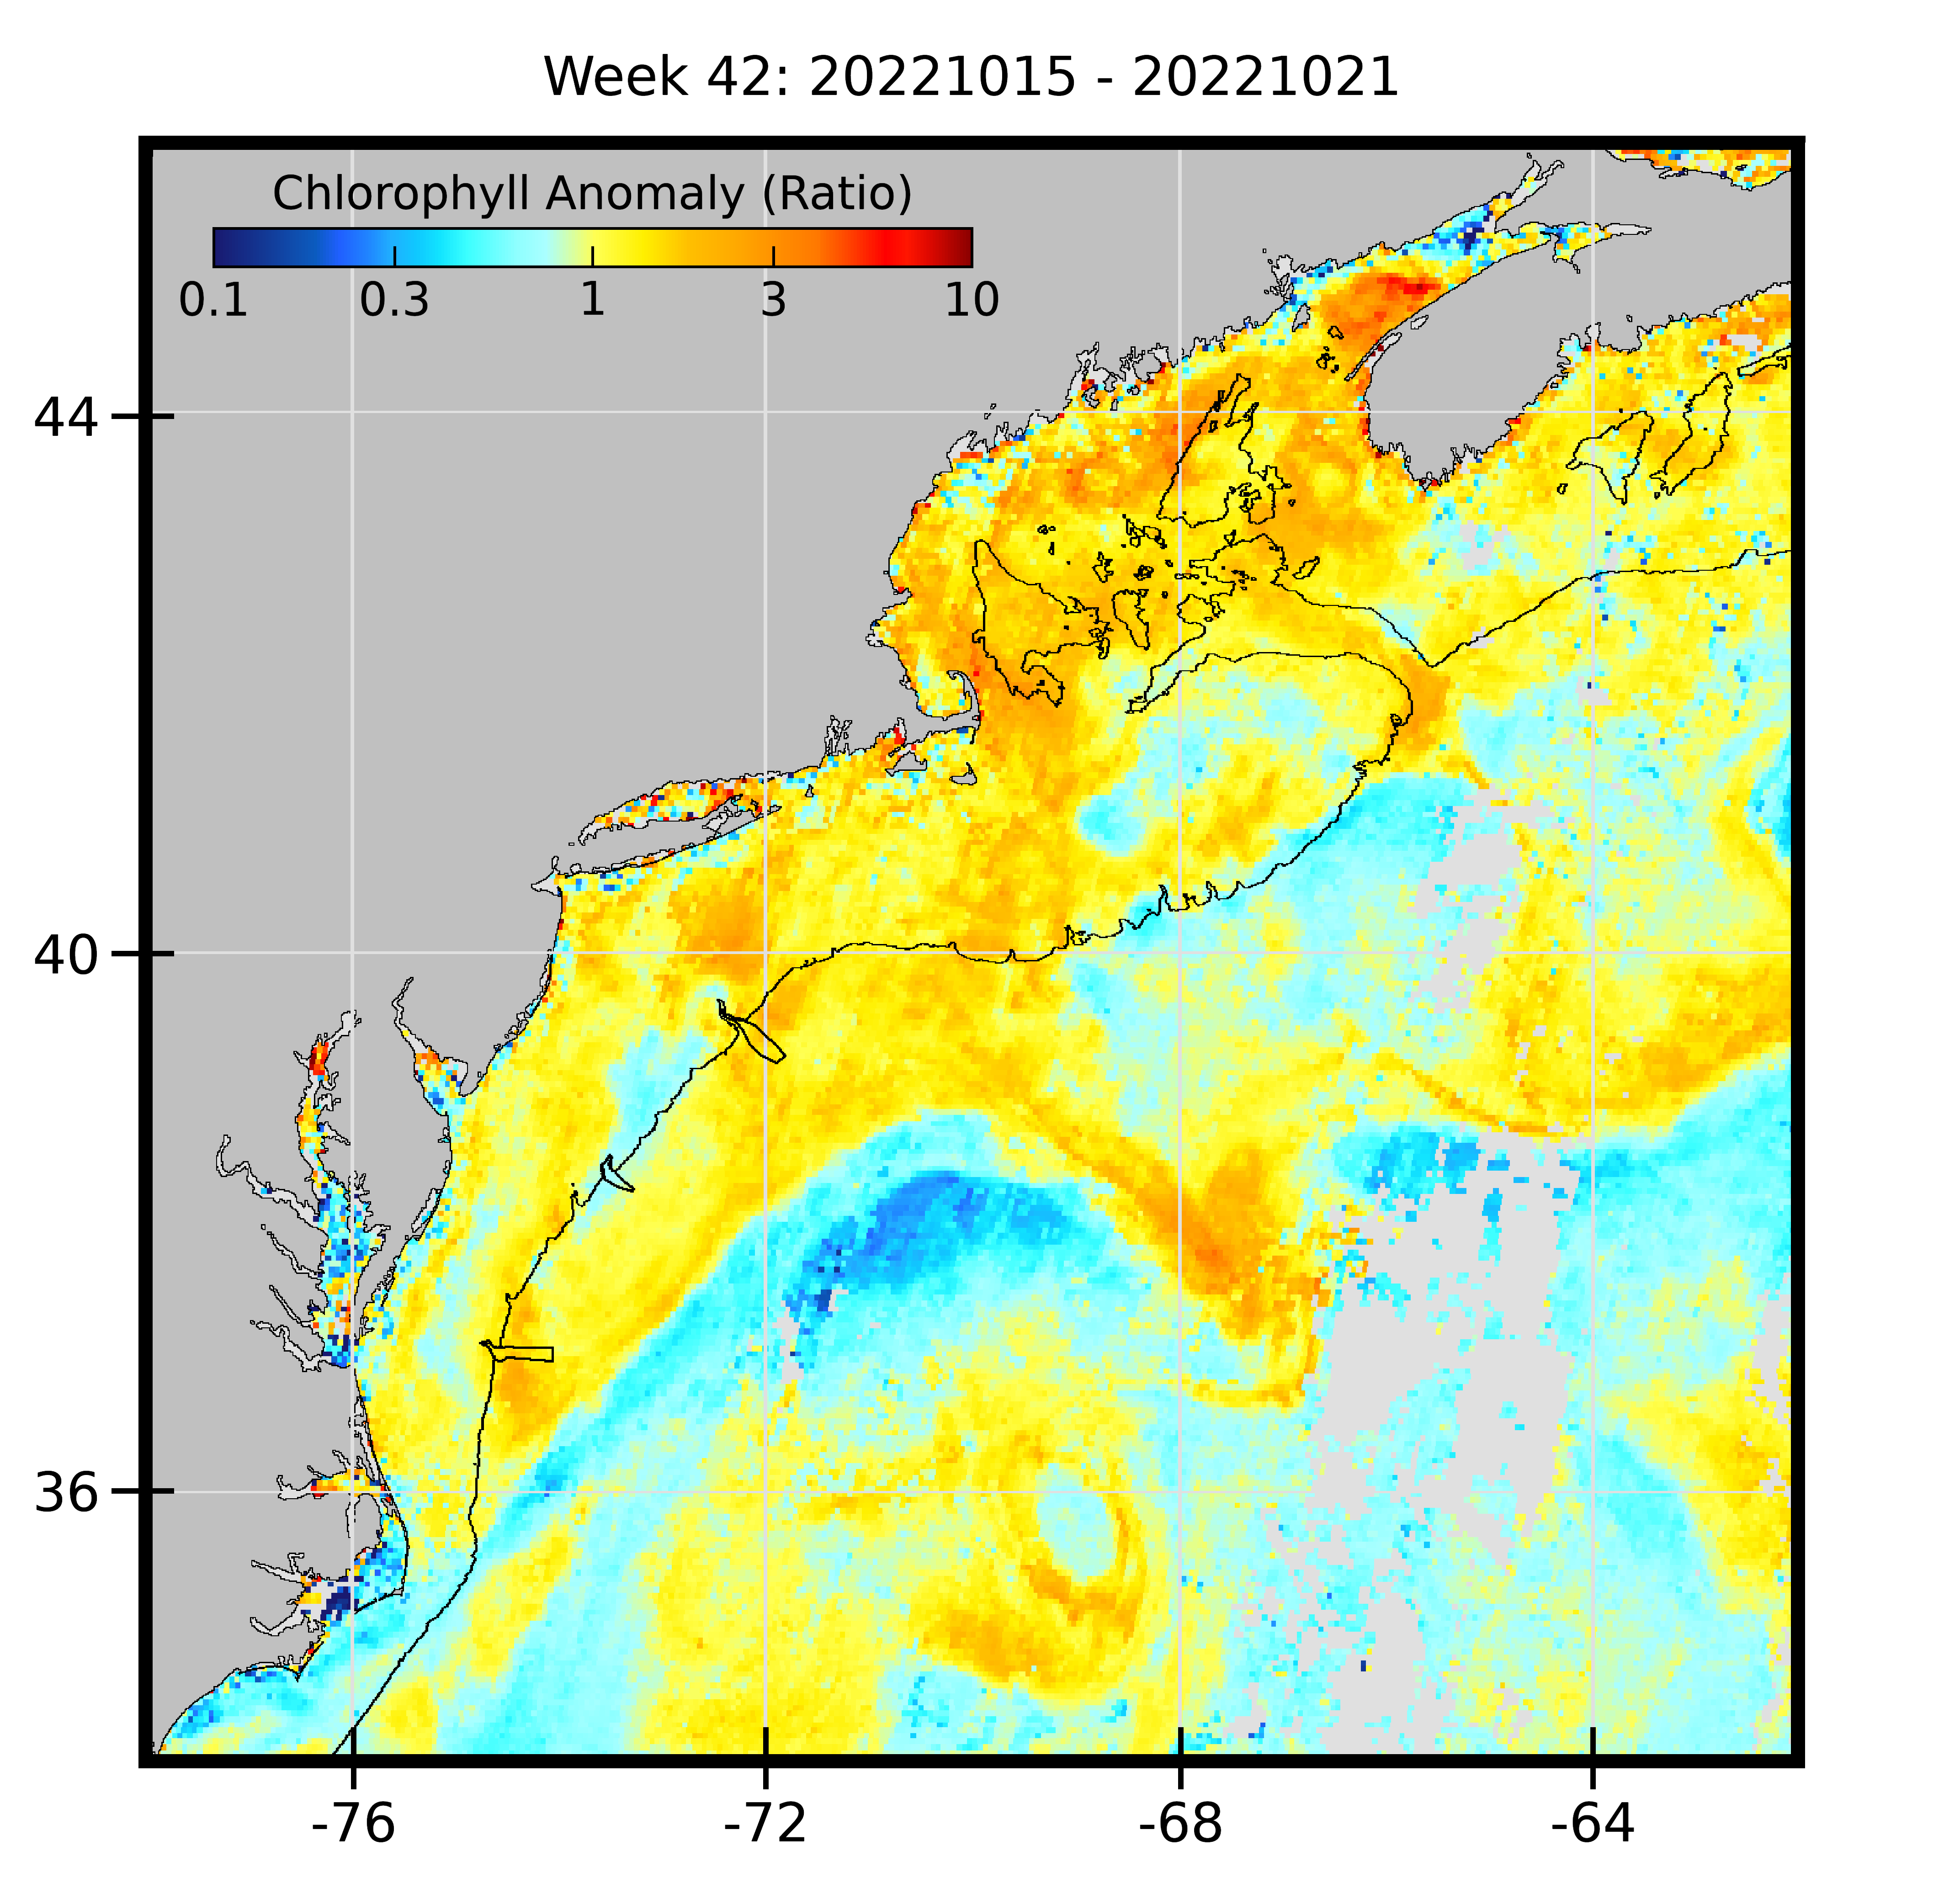 Week 42: 20221015 - 20221021
Chlorophyll Anomaly (Ratio)
0.1 0.3 1 3 10
44
40
36
-76 -72 -68 -64